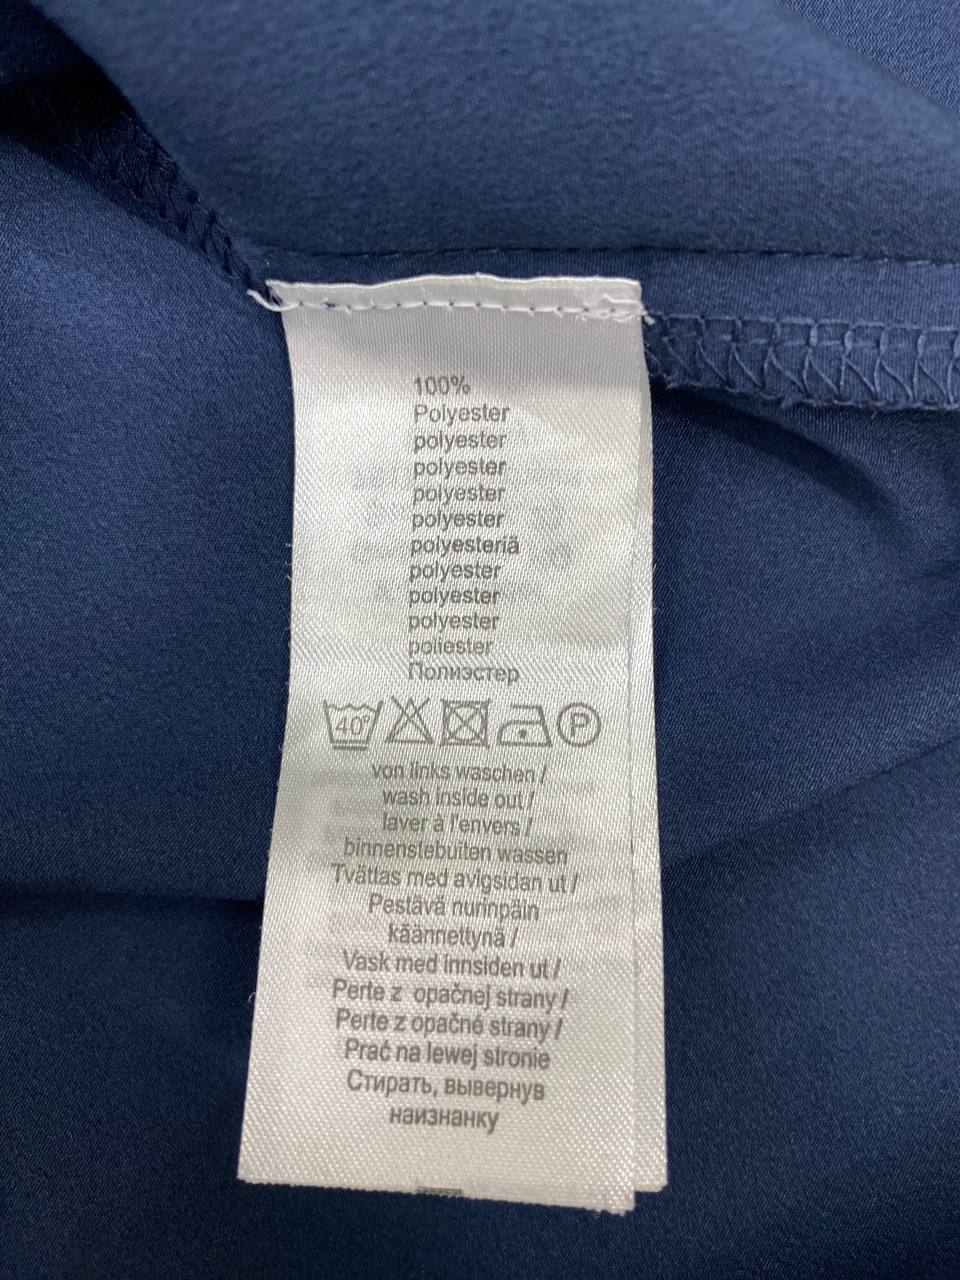 100%
Polyester
polyester
polyester
polyester
polyester
polyesteriä
polyester
polyester
polyester
poliester
Полиэстер
40° P
von links waschen /
wash inside out /
laver à l'envers /
binnenstebuiten wassen
Tvättas med avigsidan ut /
Pestävä nurinpäin
käännettynä /
Vask med innsiden ut /
Perte z opačnej strany /
Perte z opačné strany /
Prać na lewej stronie
Стирать, вывернув
наизнанку